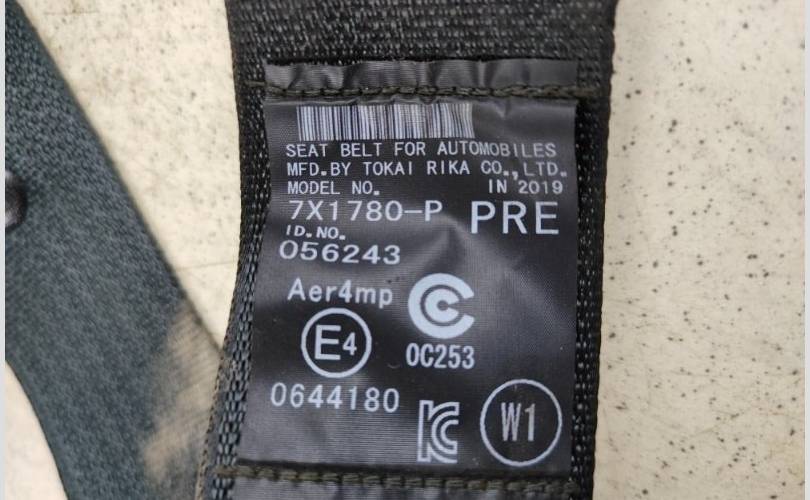 SEAT BELT FOR AUTOMOBILES
MFD.BY TOKAI RIKA CO.,LTD.
MODEL NO. IN 2019
7X1780-P PRE
ID.NO.
056243
Aer4mp
E4 0C253
0644180
KC W1